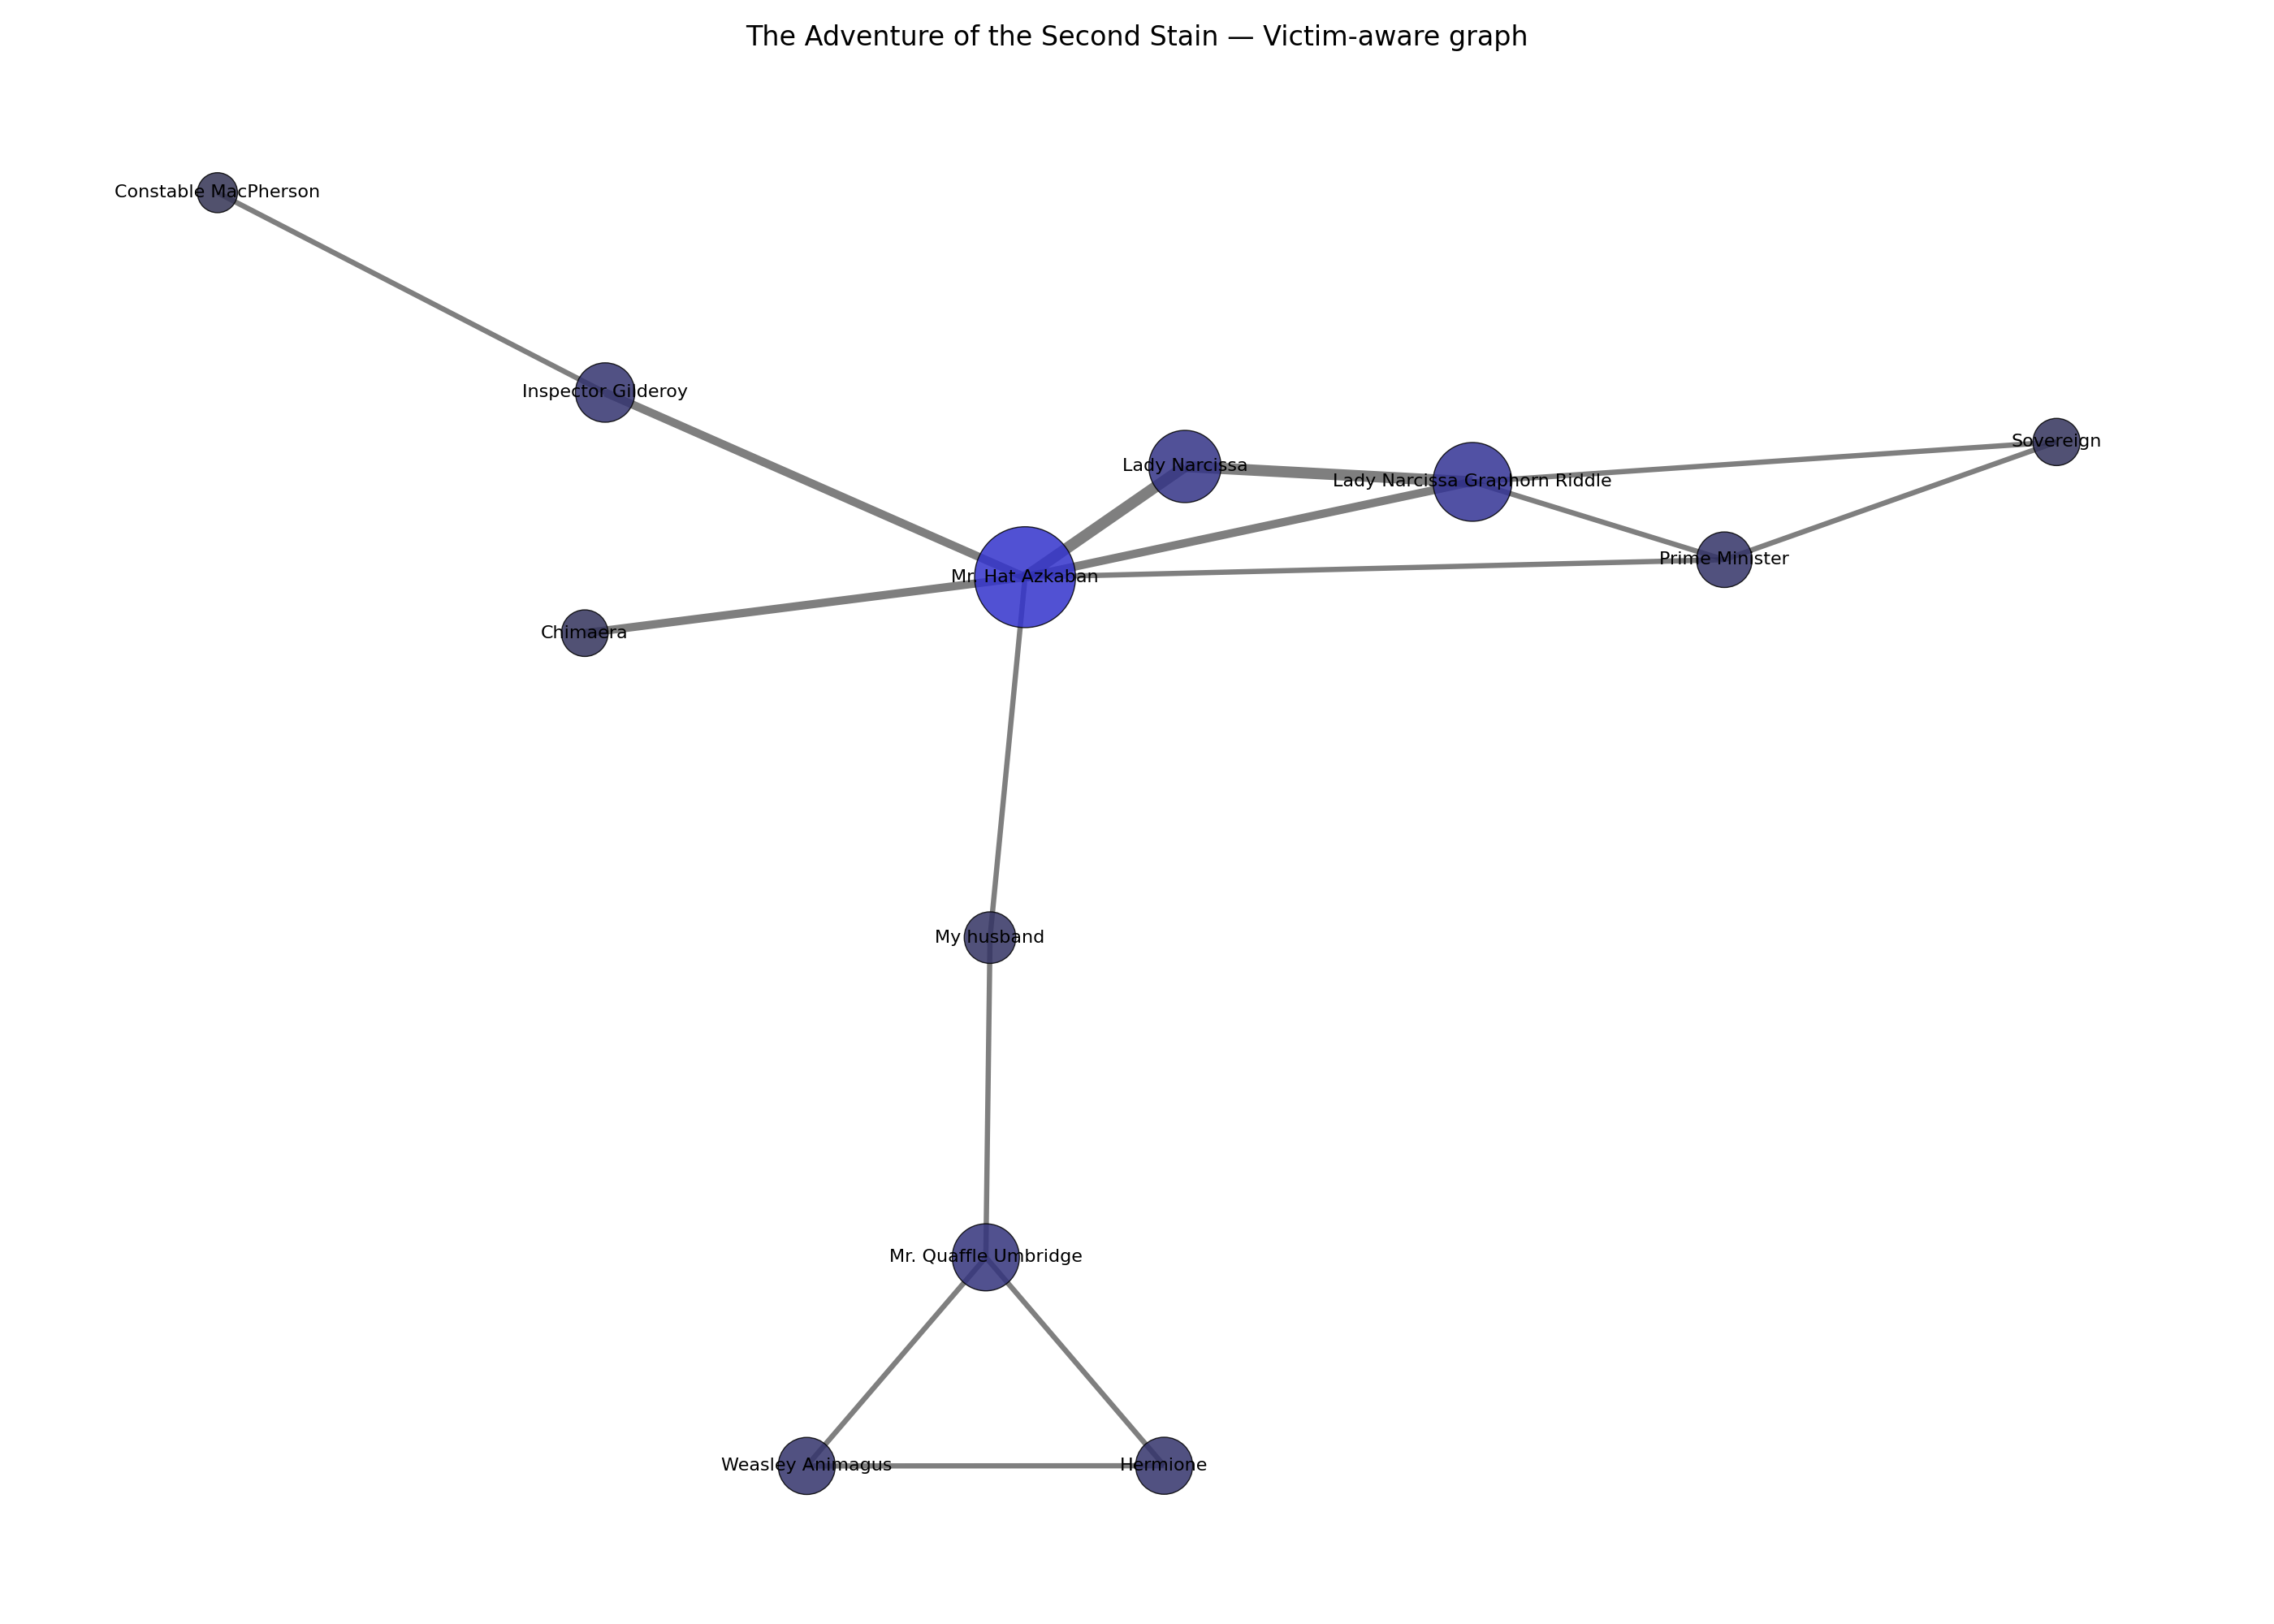 The Adventure of the Second Stain — Victim-aware graph
Constable MacPherson
Inspector Gilderoy
Sovereign
Lady Narcissa
Lady Narcissa Graphorn Riddle
Prime Minister
Mr. Hat Azkaban
Chimaera
My husband
Mr. Quaffle Umbridge
Weasley Animagus
Hermione